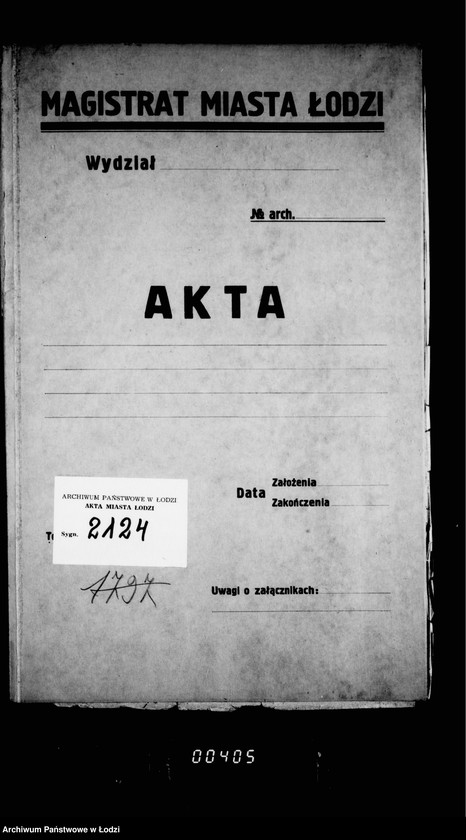 MAGISTRAT MIASTA ŁODZI
Wydział
№ arch.
AKTA
Data
Założenia
Zakończenia
ARCHIWUM PAŃSTWOWE W ŁODZI
AKTA MIASTA ŁODZI
Sygn. 2124
1797
Uwagi o załącznikach:
00405
Archiwum Państwowe w Łodzi